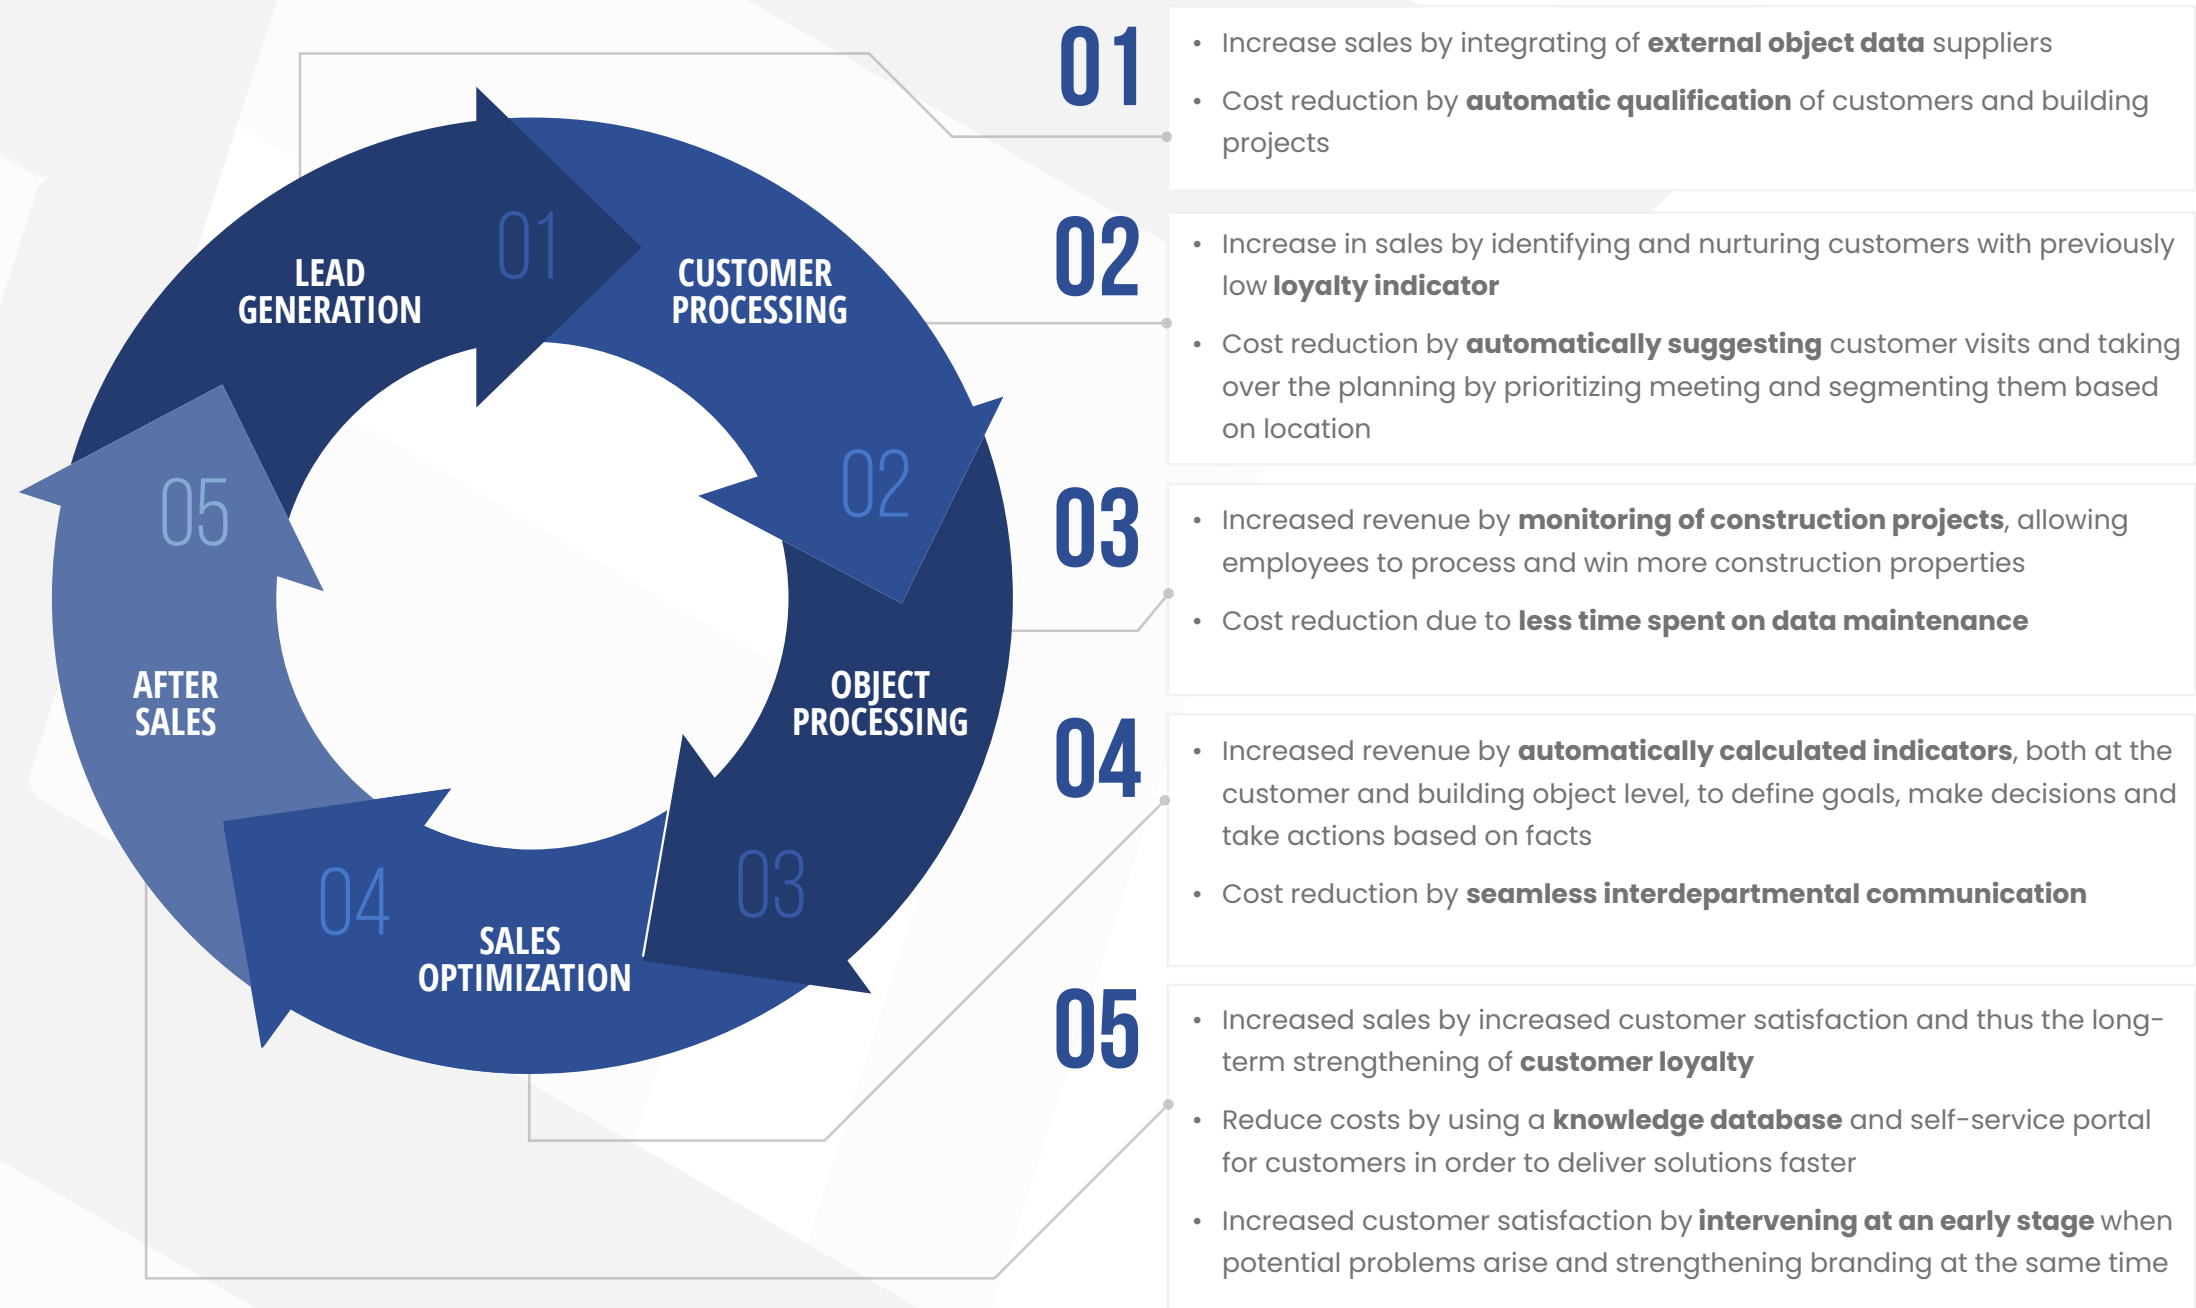 01
LEAD
GENERATION
CUSTOMER
PROCESSING
02
05
AFTER
SALES
OBJECT
PROCESSING
03
04
SALES
OPTIMIZATION
01
• Increase sales by integrating of external object data suppliers
• Cost reduction by automatic qualification of customers and building
projects
02
• Increase in sales by identifying and nurturing customers with previously
low loyalty indicator
• Cost reduction by automatically suggesting customer visits and taking
over the planning by prioritizing meeting and segmenting them based
on location
03
• Increased revenue by monitoring of construction projects, allowing
employees to process and win more construction properties
• Cost reduction due to less time spent on data maintenance
04
• Increased revenue by automatically calculated indicators, both at the
customer and building object level, to define goals, make decisions and
take actions based on facts
• Cost reduction by seamless interdepartmental communication
05
• Increased sales by increased customer satisfaction and thus the long-
term strengthening of customer loyalty
• Reduce costs by using a knowledge database and self-service portal
for customers in order to deliver solutions faster
• Increased customer satisfaction by intervening at an early stage when
potential problems arise and strengthening branding at the same time